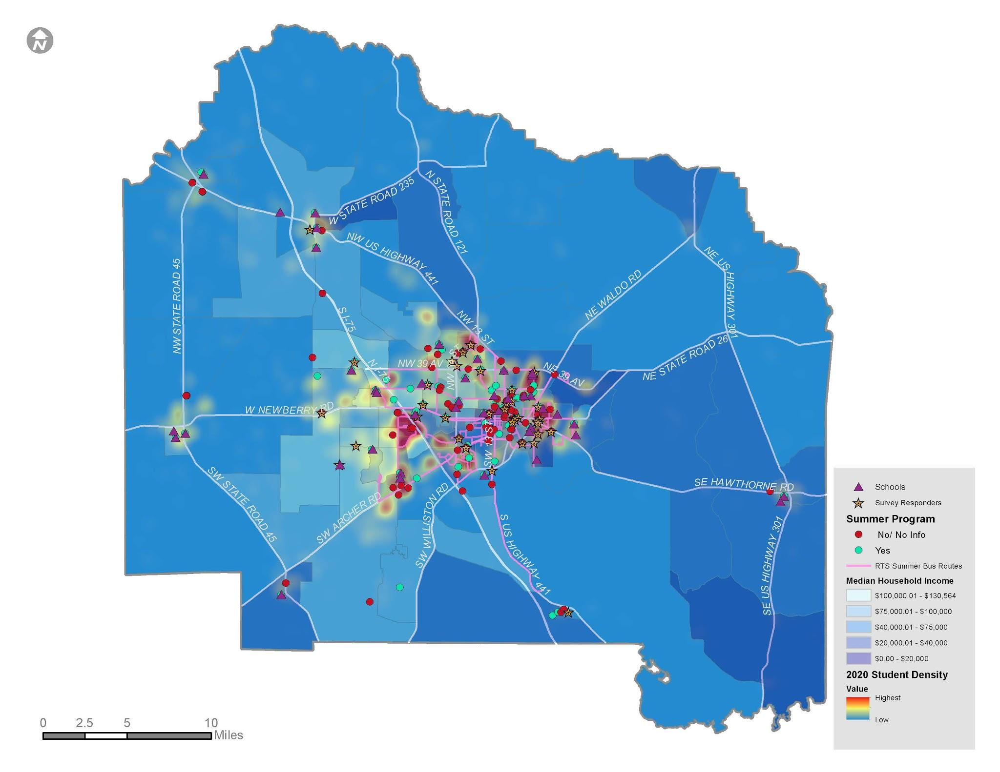 N
W STATE ROAD 235
N STATE ROAD 121
NW US HIGHWAY 441
NE US HIGHWAY 301
NW STATE ROAD 45
NE WALDO RD
S I-75
NW 13 ST
NE STATE ROAD 26
N I-75
NW 39 AV
NE 39 AV
W NEWBERRY RD
SW 13 ST
SW STATE ROAD 45
SW ARCHER RD
SW WILLISTON RD
SE HAWTHORNE RD
S US HIGHWAY 441
SE US HIGHWAY 301
Schools
Survey Responders
Summer Program
No/ No Info
Yes
RTS Summer Bus Routes
Median Household Income
$100,000.01 - $130,564
$75,000.01 - $100,000
$40,000.01 - $75,000
$20,000.01 - $40,000
$0.00 - $20,000
2020 Student Density
Value
Highest
Low
0 2.5 5 10
Miles